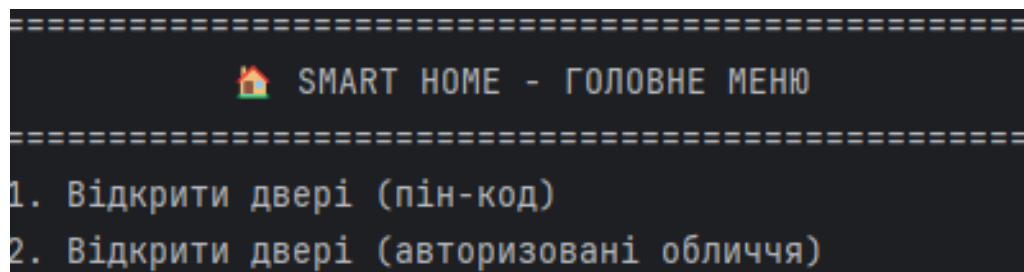 ==================================================
🏠 SMART HOME - ГОЛОВНЕ МЕНЮ
==================================================
1. Відкрити двері (пін-код)
2. Відкрити двері (авторизовані обличчя)